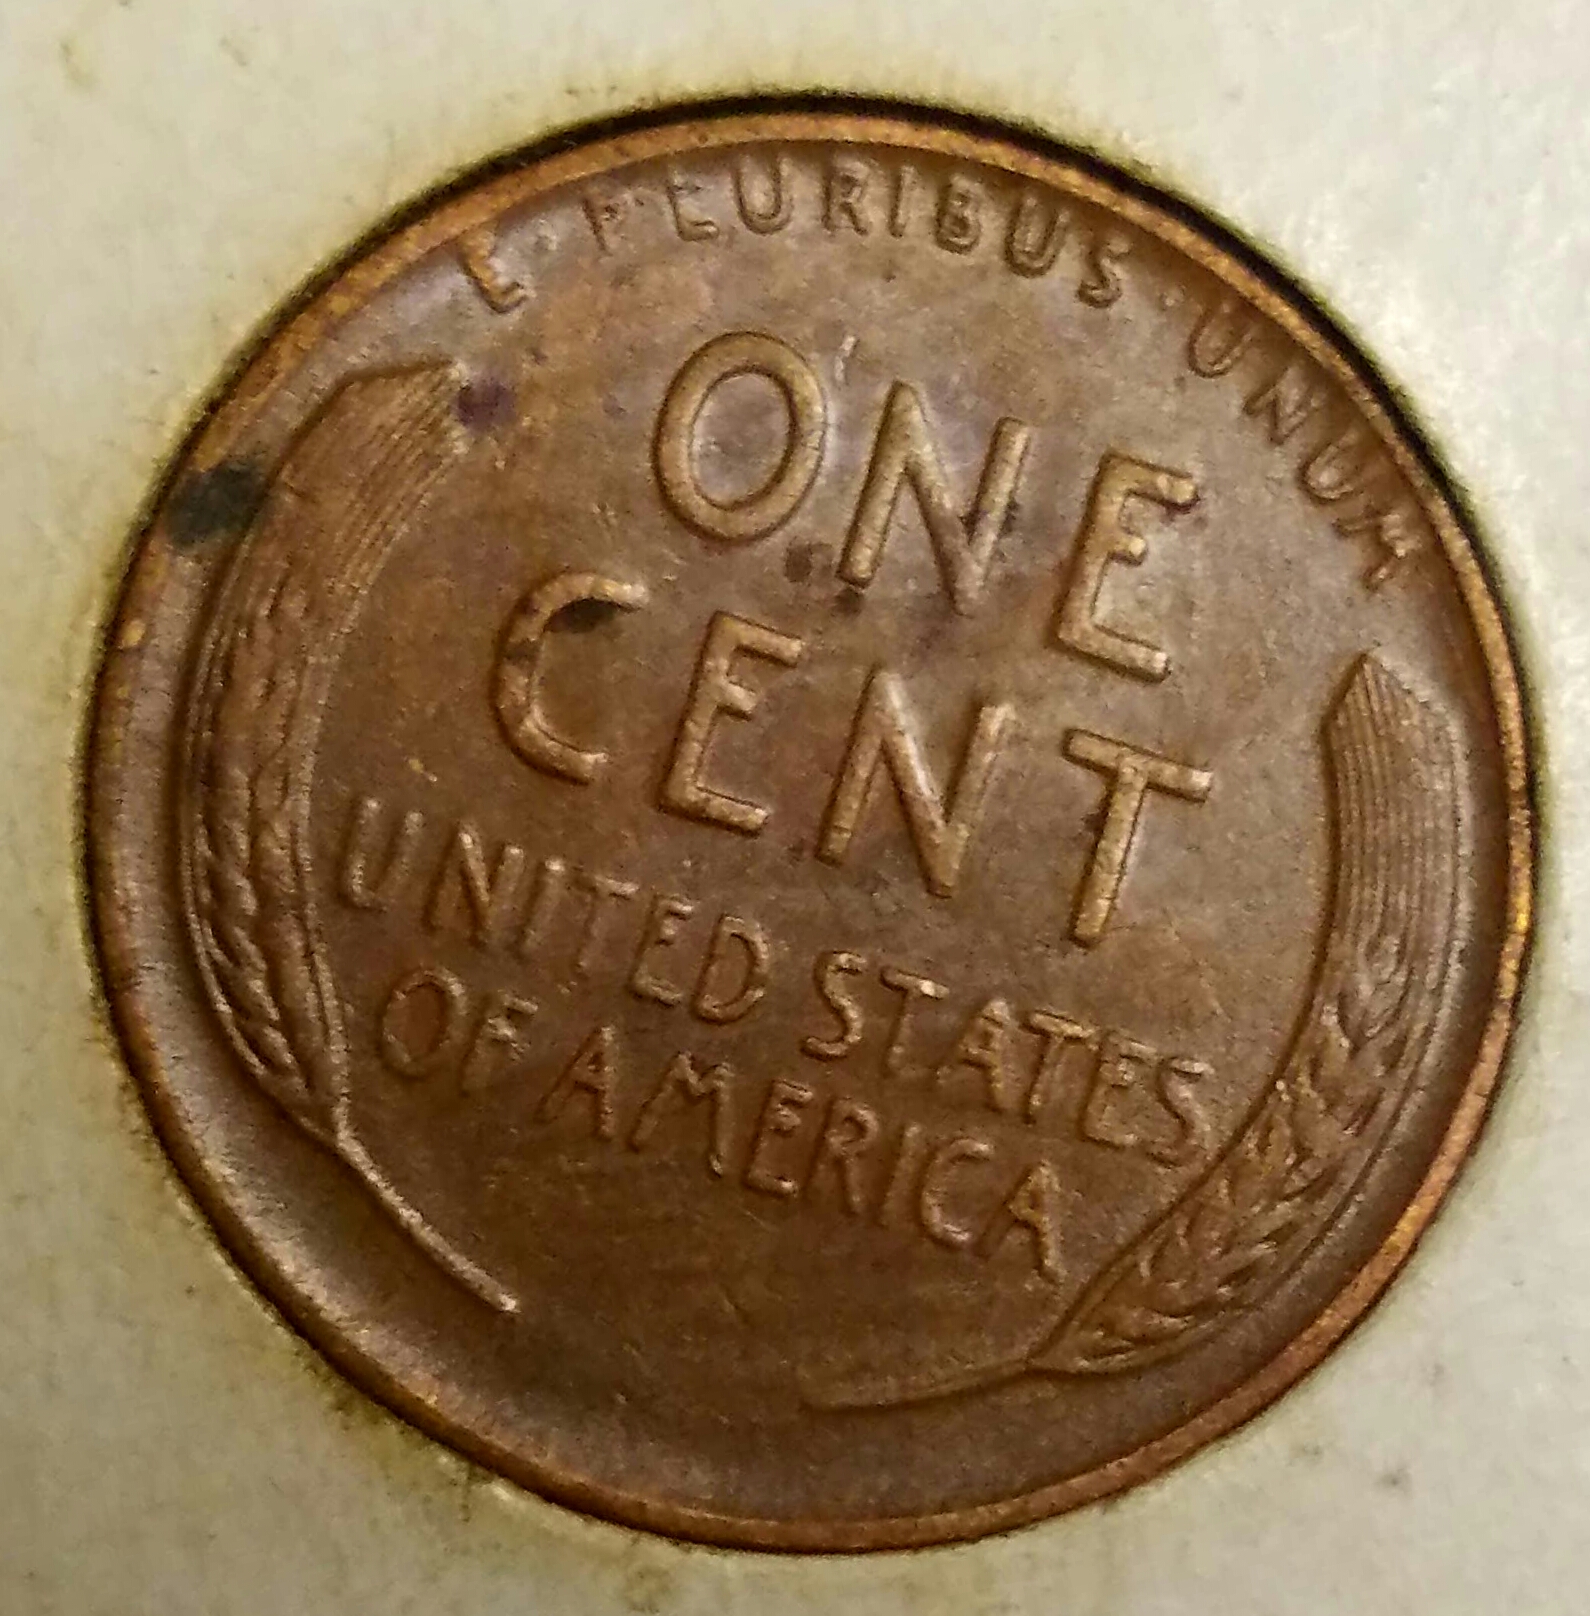 E·PLURIBUS·UNUM
ONE
CENT
UNITED STATES
OF AMERICA